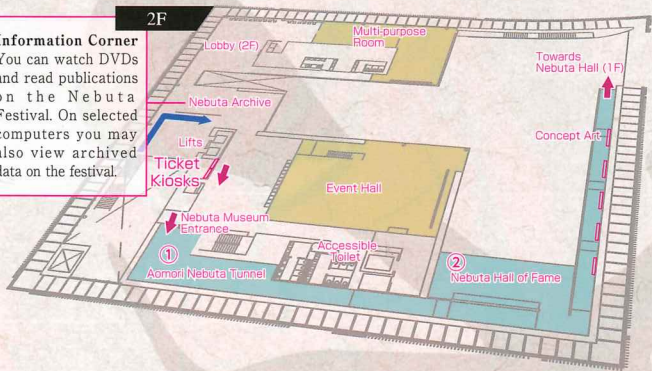 2F
Information Corner
You can watch DVDs
and read publications
on the Nebuta
Festival. On selected
computers you may
also view archived
data on the festival.
Lobby (2F)
Multi-purpose
Room
Towards
Nebuta Hall (1F)
Nebuta Archive
Concept Art
Lifts
Ticket
Kiosks
Event Hall
Nebuta Museum
Entrance
①
Aomori Nebuta Tunnel
Accessible
Toilet
②
Nebuta Hall of Fame